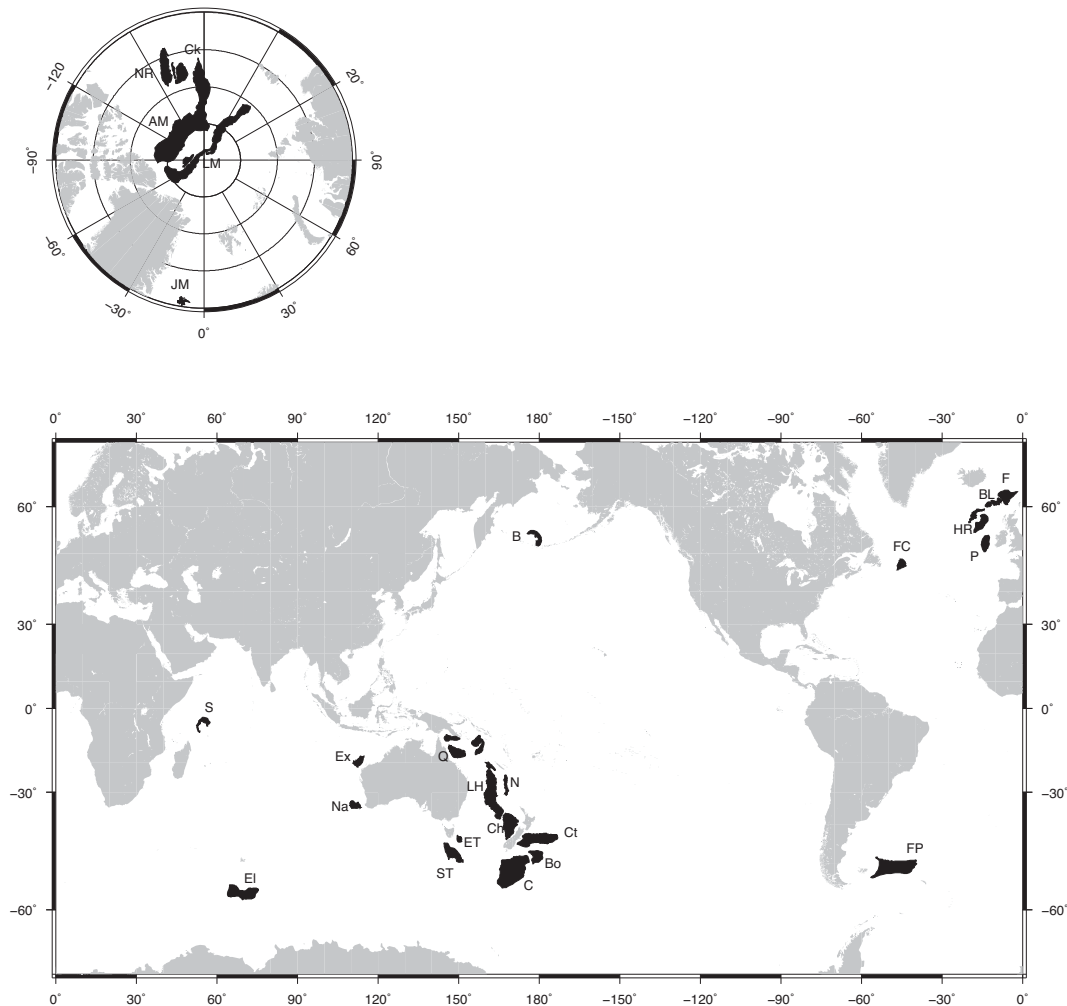 Ck
NR
−120˚
20˚
AM
−90˚
LM
90˚
−60˚
60˚
JM
−30˚
30˚
0˚
0˚ 30˚ 60˚ 90˚ 120˚ 150˚ 180˚ −150˚ −120˚ −90˚ −60˚ −30˚ 0˚
F
BL
60˚ 60˚
HR
B
FC
P
30˚ 30˚
S
0˚ 0˚
Ex Q
LH N
−30˚ −30˚
Na
Ch Ct
ET
ST Bo FP
EI C
−60˚ −60˚
0˚ 30˚ 60˚ 90˚ 120˚ 150˚ 180˚ −150˚ −120˚ −90˚ −60˚ −30˚ 0˚